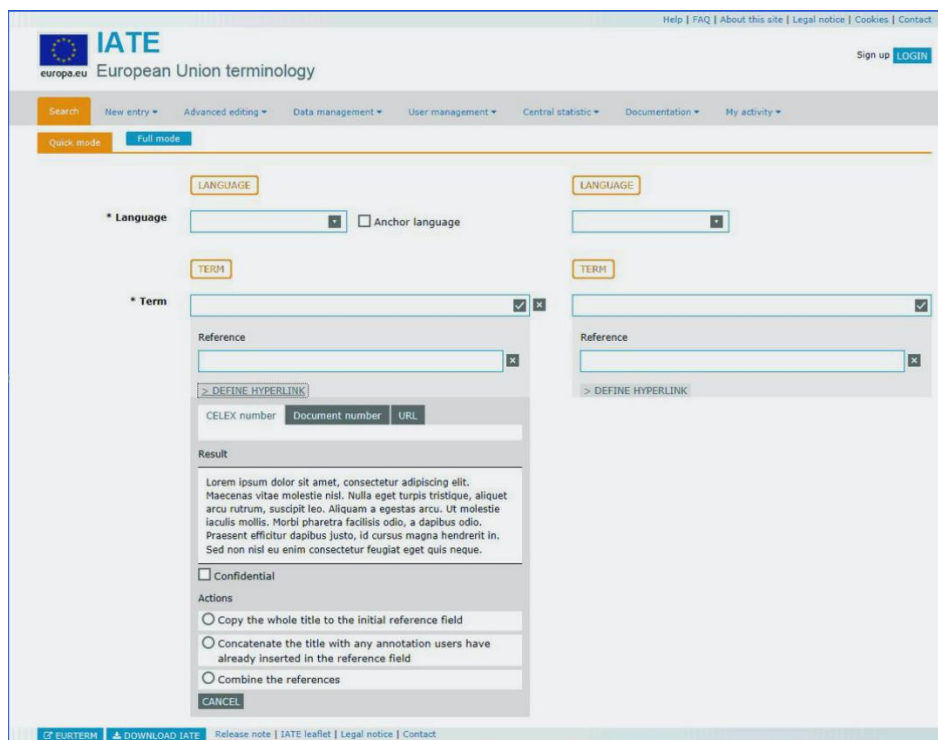 Help | FAQ | About this site | Legal notice | Cookies | Contact
IATE
europa.eu European Union terminology
Sign up LOGIN
Search New entry Advanced editing Data management User management Central statistic Documentation My activity
Quick mode Full mode
LANGUAGE LANGUAGE
* Language Anchor language
TERM TERM
* Term
Reference Reference
> DEFINE HYPERLINK > DEFINE HYPERLINK
CELEX number Document number URL
Result
Lorem ipsum dolor sit amet, consectetur adipiscing elit.
Maecenas vitae molestie nisl. Nulla eget turpis tristique, aliquet
arcu rutrum, suscipit leo. Aliquam a egestas arcu. Ut molestie
iaculis mollis. Morbi pharetra facilisis odio, a dapibus odio.
Praesent efficitur dapibus justo, id cursus magna hendrerit in.
Sed non nisl eu enim consectetur feugiat eget quis neque.
Confidential
Actions
Copy the whole title to the initial reference field
Concatenate the title with any annotation users have
already inserted in the reference field
Combine the references
CANCEL
EURTERM DOWNLOAD IATE Release note | IATE leaflet | Legal notice | Contact